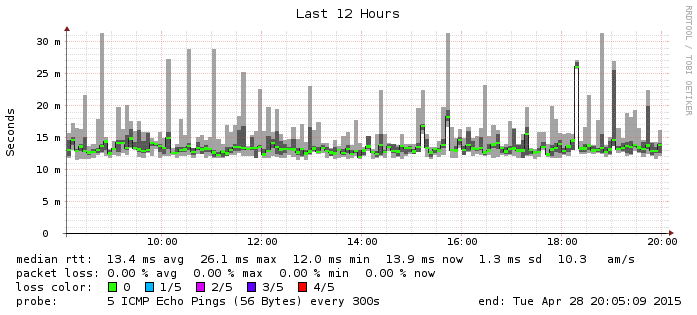 Last 12 Hours
RRDTOOL / TOBI OETIKER
Seconds
30 m
25 m
20 m
15 m
10 m
5 m
0
10:00 12:00 14:00 16:00 18:00 20:00
median rtt: 13.4 ms avg 26.1 ms max 12.0 ms min 13.9 ms now 1.3 ms sd 10.3 am/s
packet loss: 0.00 % avg 0.00 % max 0.00 % min 0.00 % now
loss color: 0 1/5 2/5 3/5 4/5
probe: 5 ICMP Echo Pings (56 Bytes) every 300s end: Tue Apr 28 20:05:09 2015